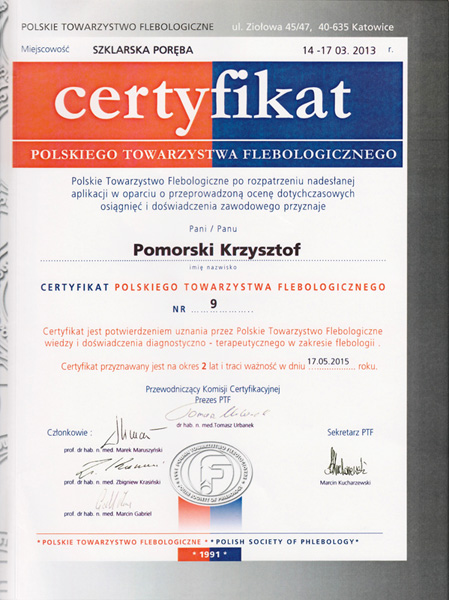 POLSKIE TOWARZYSTWO FLEBOLOGICZNE ul. Ziołowa 45/47, 40-635 Katowice
Miejscowość SZKLARSKA PORĘBA 14 -17 03. 2013 r.
certyfikat
POLSKIEGO TOWARZYSTWA FLEBOLOGICZNEGO
Polskie Towarzystwo Flebologiczne po rozpatrzeniu nadesłanej
aplikacji w oparciu o przeprowadzoną ocenę dotychczasowych
osiągnięć i doświadczenia zawodowego przyznaje
Pani / Panu
Pomorski Krzysztof
imię nazwisko
CERTYFIKAT POLSKIEGO TOWARZYSTWA FLEBOLOGICZNEGO
NR 9
Certyfikat jest potwierdzeniem uznania przez Polskie Towarzystwo Flebologiczne
wiedzy i doświadczenia diagnostyczno - terapeutycznego w zakresie flebologii .
Certyfikat przyznawany jest na okres 2 lat i traci ważność w dniu 17.05.2015 roku.
Przewodniczący Komisji Certyfikacyjnej
Prezes PTF
dr hab. n. med.Tomasz Urbanek
Członkowie : Sekretarz PTF
prof. dr hab. n. med. Marek Maruszyński
prof. dr hab. n. med. Zbigniew Krasiński Marcin Kucharzewski
prof. dr hab. n. med. Marcin Gabriel
* POLSKIE TOWARZYSTWO FLEBOLOGICZNE * * POLISH SOCIETY OF PHLEBOLOGY *
* 1991 *